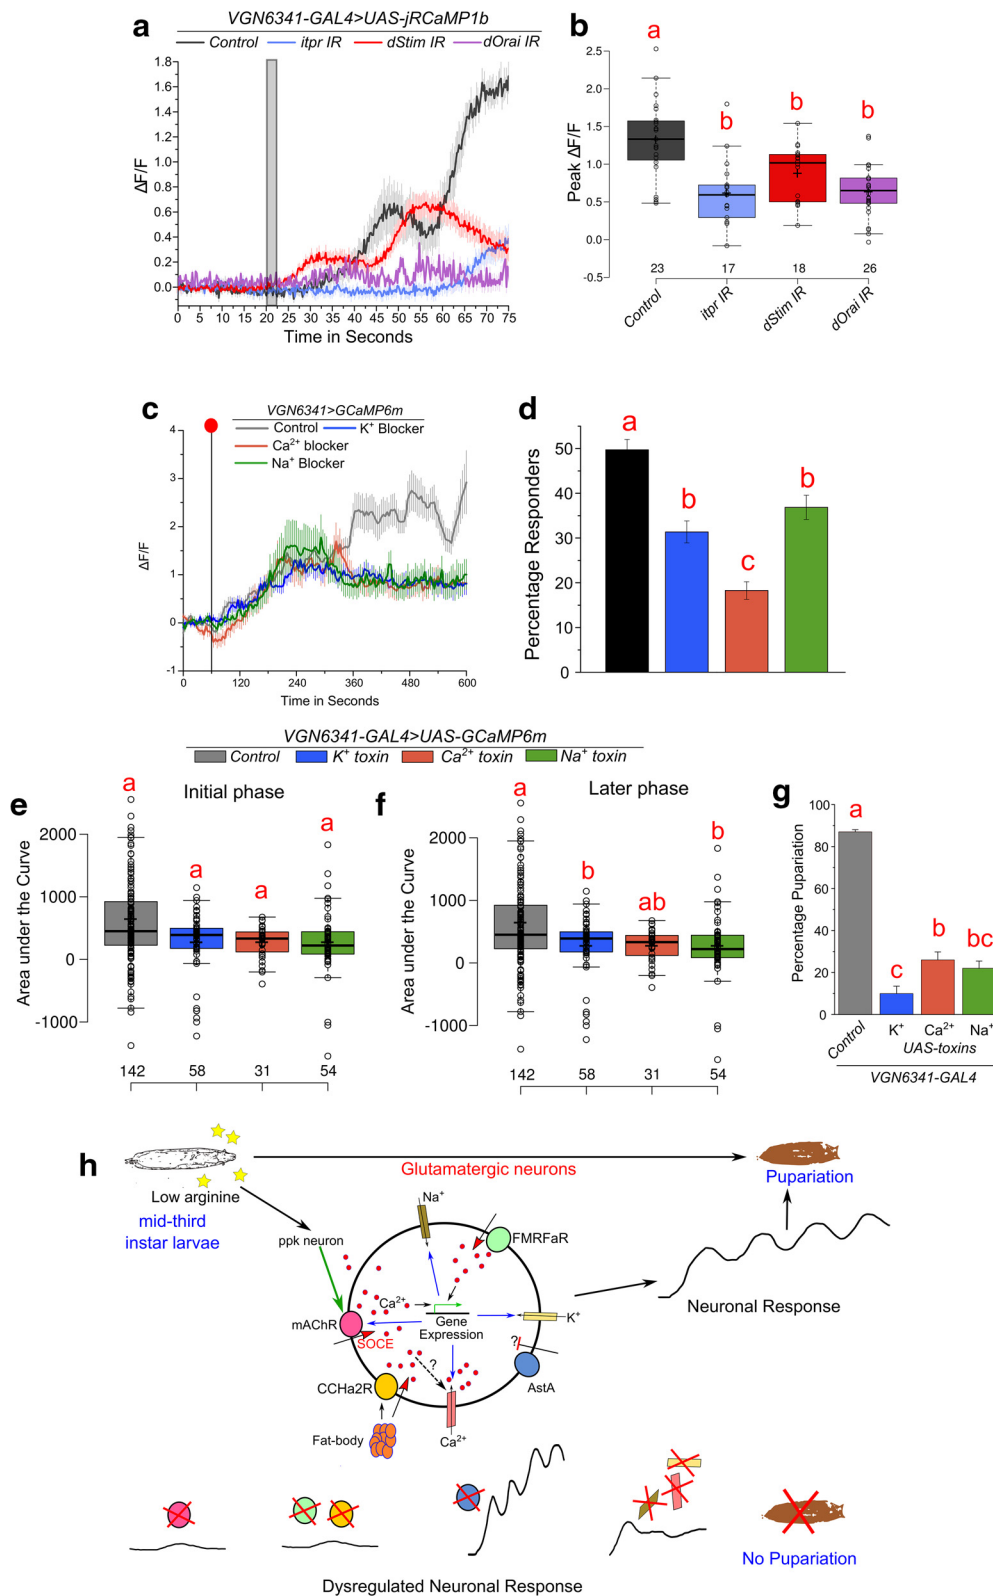 VGN6341-GAL4>UAS-jRCaMP1b
a
Control
itpr IR
dStim IR
dOrai IR
1.8
1.6
1.4
1.2
1.0
0.8
0.6
0.4
0.2
0.0
ΔF/F
0 5 10 15 20 25 30 35 40 45 50 55 60 65 70 75
Time in Seconds
b
2.5
2.0
1.5
1.0
0.5
0.0
-0.5
Peak ΔF/F
a
b
b
b
23 17 18 26
Control
itpr IR
dStim IR
dOrai IR
c
VGN6341>GCaMP6m
Control K+ Blocker
Ca2+ blocker
Na+ Blocker
4
3
2
1
0
-1
ΔF/F
0 120 240 360 480 600
Time in Seconds
d
50
40
30
20
10
0
Percentage Responders
a
b
c
b
VGN6341-GAL4>UAS-GCaMP6m
Control K+ toxin Ca2+ toxin Na+ toxin
e
Initial phase
2000
1000
0
-1000
Area under the Curve
a
a
a
a
142 58 31 54
f
Later phase
2000
1000
0
-1000
Area under the Curve
a
b
ab
b
142 58 31 54
g
100
80
60
40
20
0
Percentage Pupariation
a
c
b
bc
Control K+ Ca2+ Na+
UAS-toxins
VGN6341-GAL4
h
Glutamatergic neurons
Low arginine
mid-third
instar larvae
Pupariation
ppk neuron
Na+
FMRFaR
Ca2+
mAChR
SOCE
Gene
Expression
K+
?
?
CCHa2R
AstA
Fat-body
Ca2+
Neuronal Response
No Pupariation
Dysregulated Neuronal Response